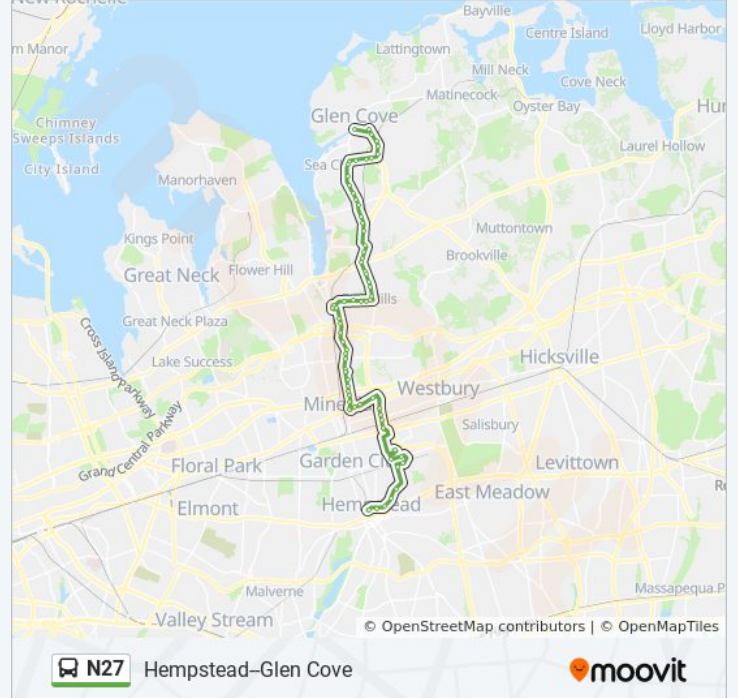 New Rochelle
Bayville
Centre Island
Lloyd Harbor
m Manor
Lattingtown
Mill Neck
Cove Neck
Matinecock
Oyster Bay
Hun
Glen Cove
Chimney
Sweeps Islands
Laurel Hollow
City Island
Sea Cl
Manorhaven
Kings Point
Muttontown
Brookville
Great Neck
Flower Hill
ills
Great Neck Plaza
Cross Island Parkway
Lake Success
Hicksville
Westbury
Mine
Grand Central Parkway
Salisbury
Floral Park
Garden Ci
Levittown
East Meadow
Hempstead
Elmont
Malverne
Massapequa P
Valley Stream
© OpenStreetMap contributors | © OpenMapTiles
N27 Hempstead–Glen Cove
moovit